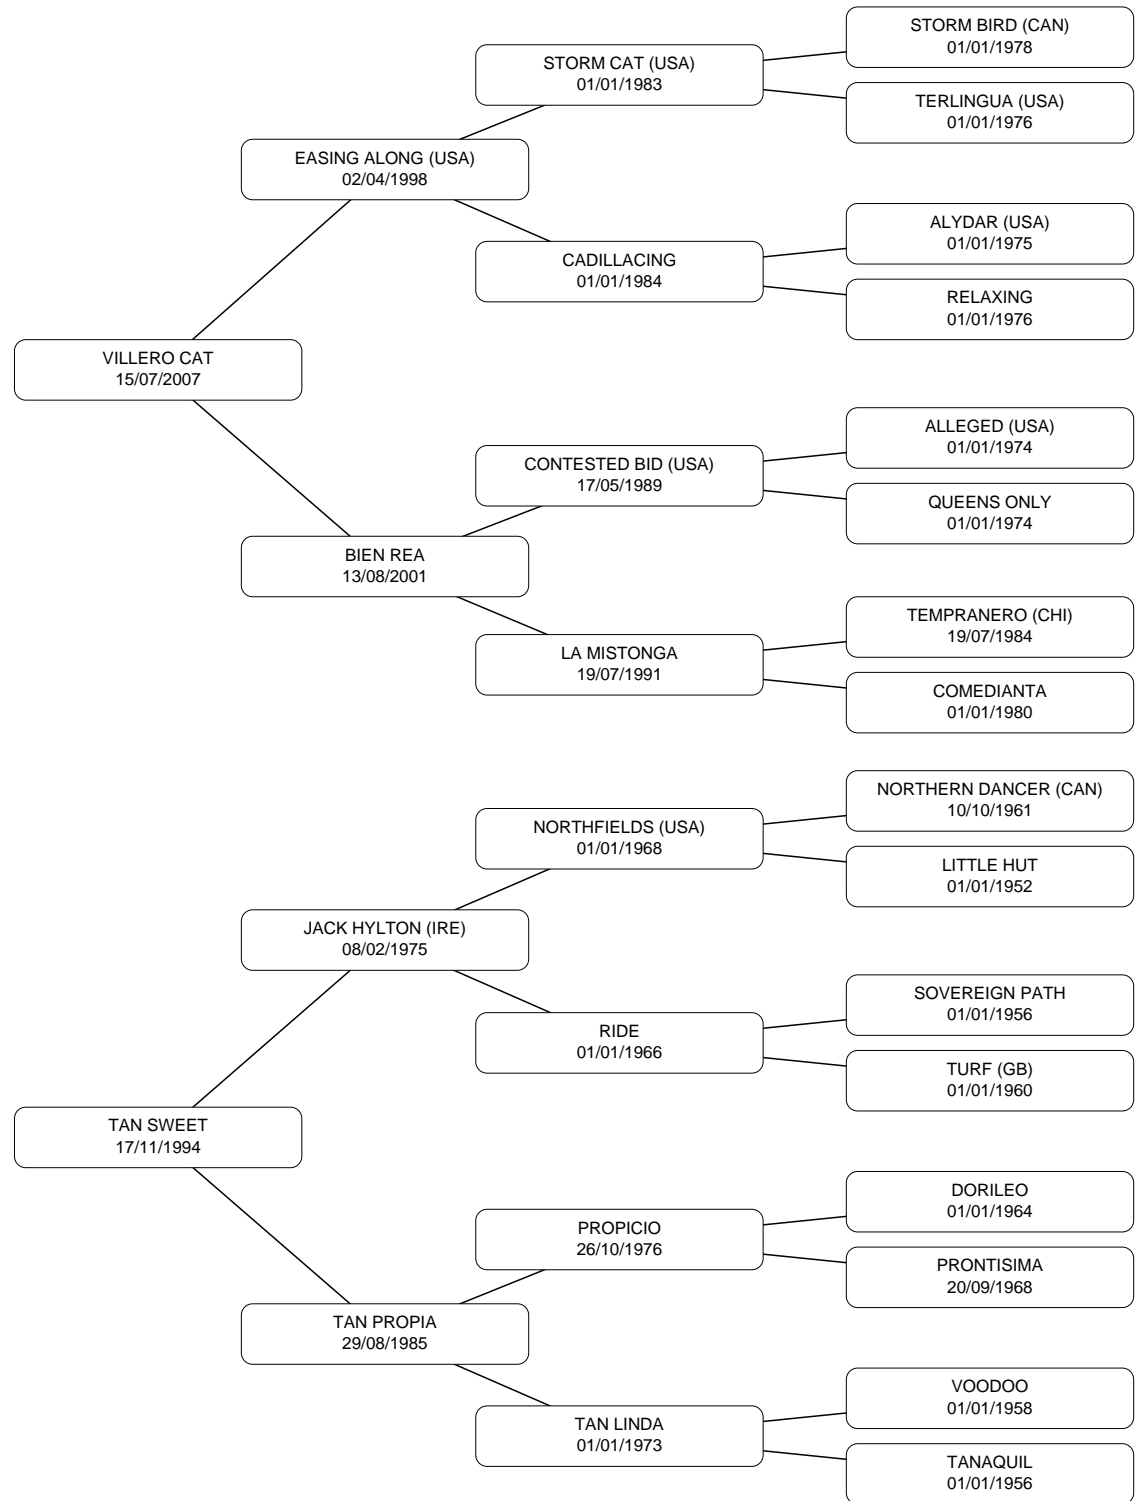 STORM BIRD (CAN)
01/01/1978
STORM CAT (USA)
01/01/1983
TERLINGUA (USA)
01/01/1976
EASING ALONG (USA)
02/04/1998
ALYDAR (USA)
01/01/1975
CADILLACING
01/01/1984
RELAXING
01/01/1976
VILLERO CAT
15/07/2007
ALLEGED (USA)
01/01/1974
CONTESTED BID (USA)
17/05/1989
QUEENS ONLY
01/01/1974
BIEN REA
13/08/2001
TEMPRANERO (CHI)
19/07/1984
LA MISTONGA
19/07/1991
COMEDIANTA
01/01/1980
NORTHERN DANCER (CAN)
10/10/1961
NORTHFIELDS (USA)
01/01/1968
LITTLE HUT
01/01/1952
JACK HYLTON (IRE)
08/02/1975
SOVEREIGN PATH
01/01/1956
RIDE
01/01/1966
TURF (GB)
01/01/1960
TAN SWEET
17/11/1994
DORILEO
01/01/1964
PROPICIO
26/10/1976
PRONTISIMA
20/09/1968
TAN PROPIA
29/08/1985
VOODOO
01/01/1958
TAN LINDA
01/01/1973
TANAQUIL
01/01/1956